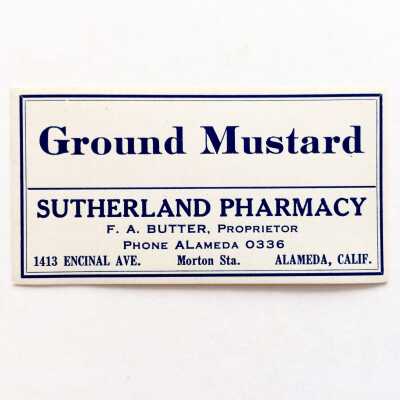 Ground Mustard
SUTHERLAND PHARMACY
F. A. BUTTER, PROPRIETOR
PHONE ALAMEDA 0336
1413 ENCINAL AVE. Morton Sta. ALAMEDA, CALIF.